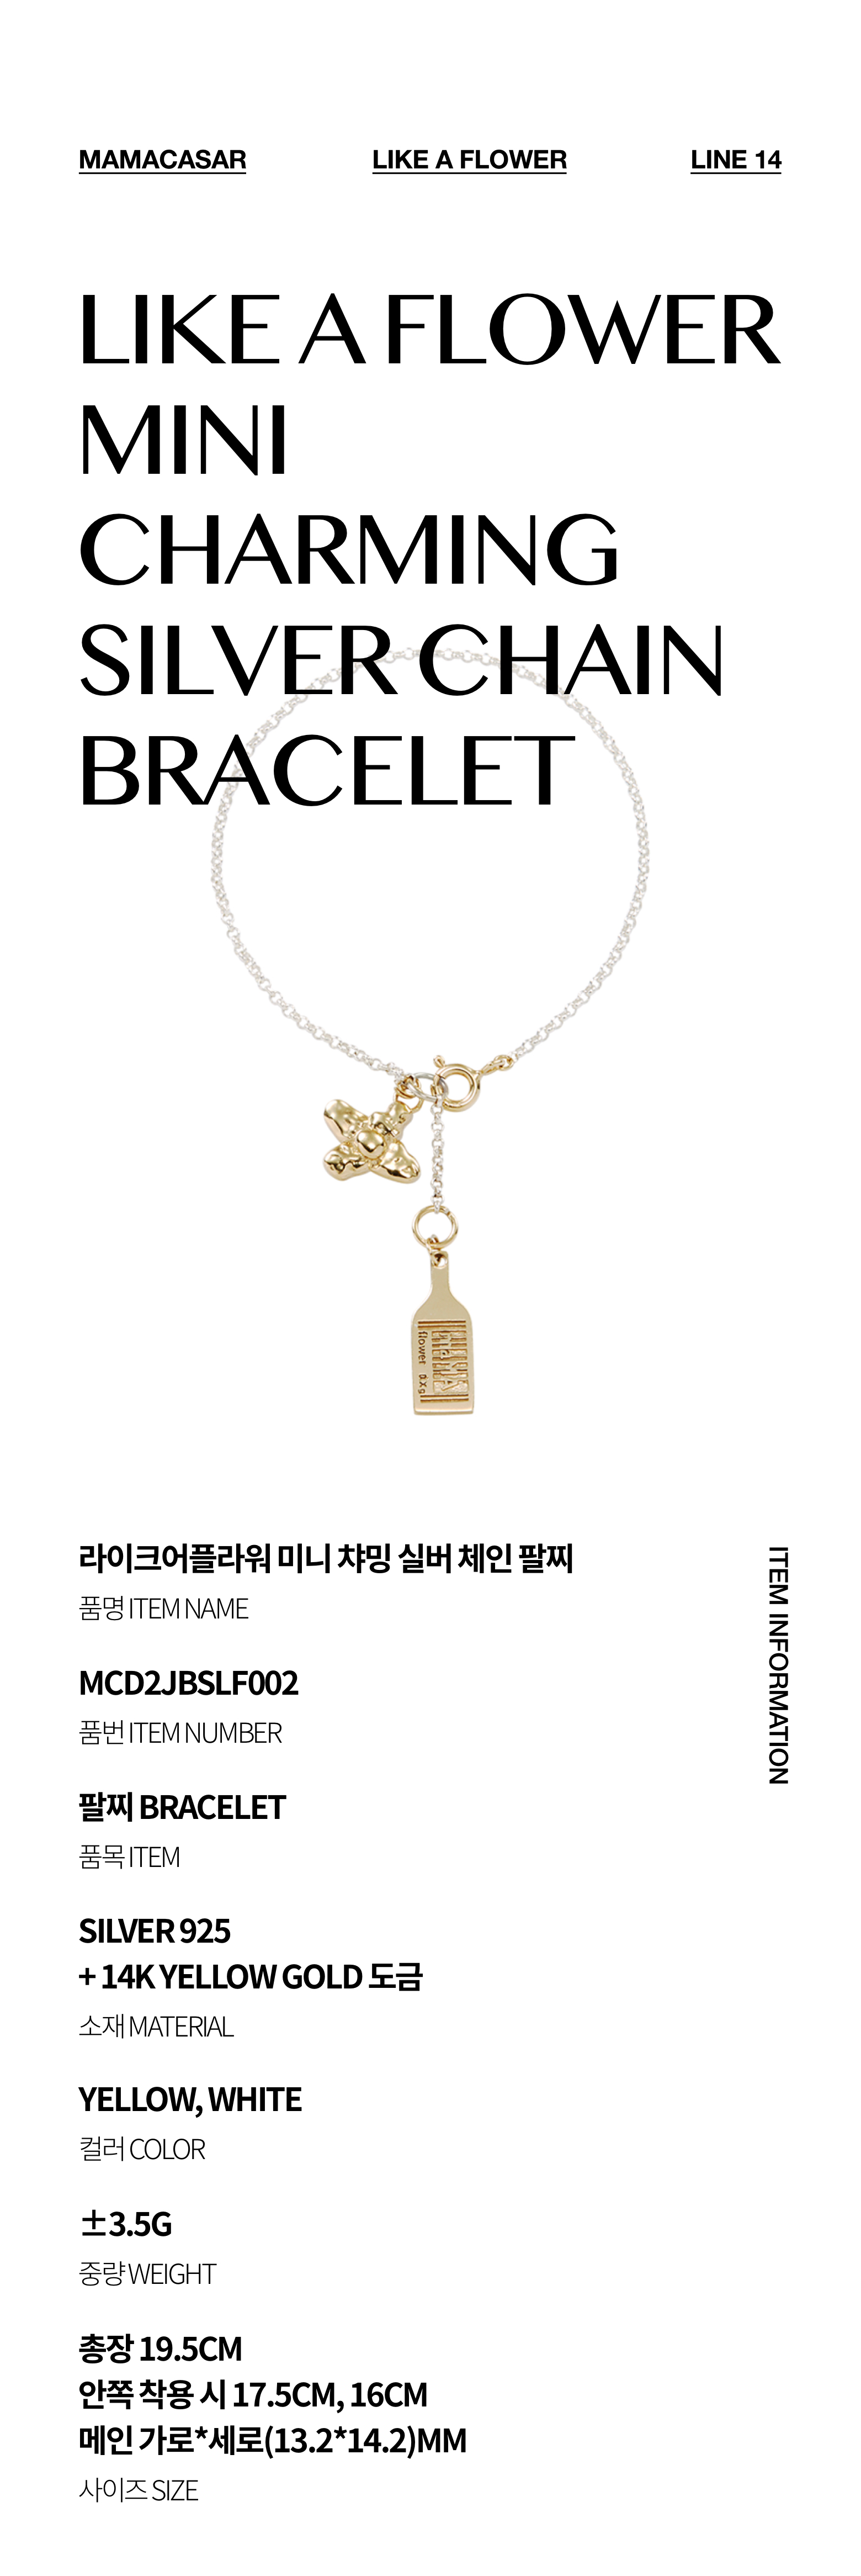 MAMACASAR LIKE A FLOWER LINE 14
LIKE A FLOWER
MINI
CHARMING
SILVER CHAIN
BRACELET
flower
라이크어플라워 미니 챠밍 실버 체인 팔찌
품명 ITEM NAME
ITEM INFORMATION
MCD2JBSLF002
품번 ITEM NUMBER
팔찌 BRACELET
품목 ITEM
SILVER 925
+ 14K YELLOW GOLD 도금
소재 MATERIAL
YELLOW, WHITE
컬러 COLOR
±3.5G
중량 WEIGHT
총장 19.5CM
안쪽 착용 시 17.5CM, 16CM
메인 가로*세로(13.2*14.2)MM
사이즈 SIZE